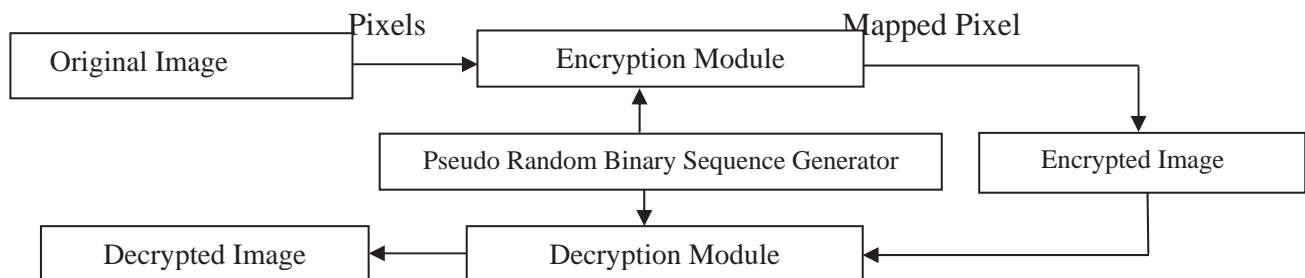 Pixels
Mapped Pixel
Original Image
Encryption Module
Pseudo Random Binary Sequence Generator
Encrypted Image
Decrypted Image
Decryption Module